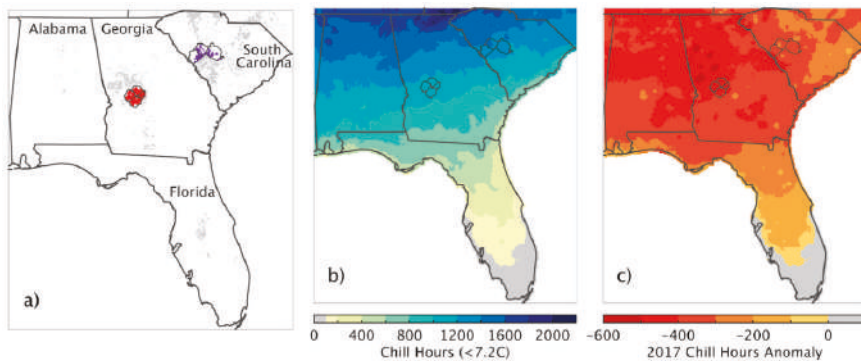 Alabama Georgia
South
Carolina
Florida
a)
b)
c)
0 400 800 1200 1600 2000
Chill Hours (<7.2C)
-600 -400 -200 0
2017 Chill Hours Anomaly